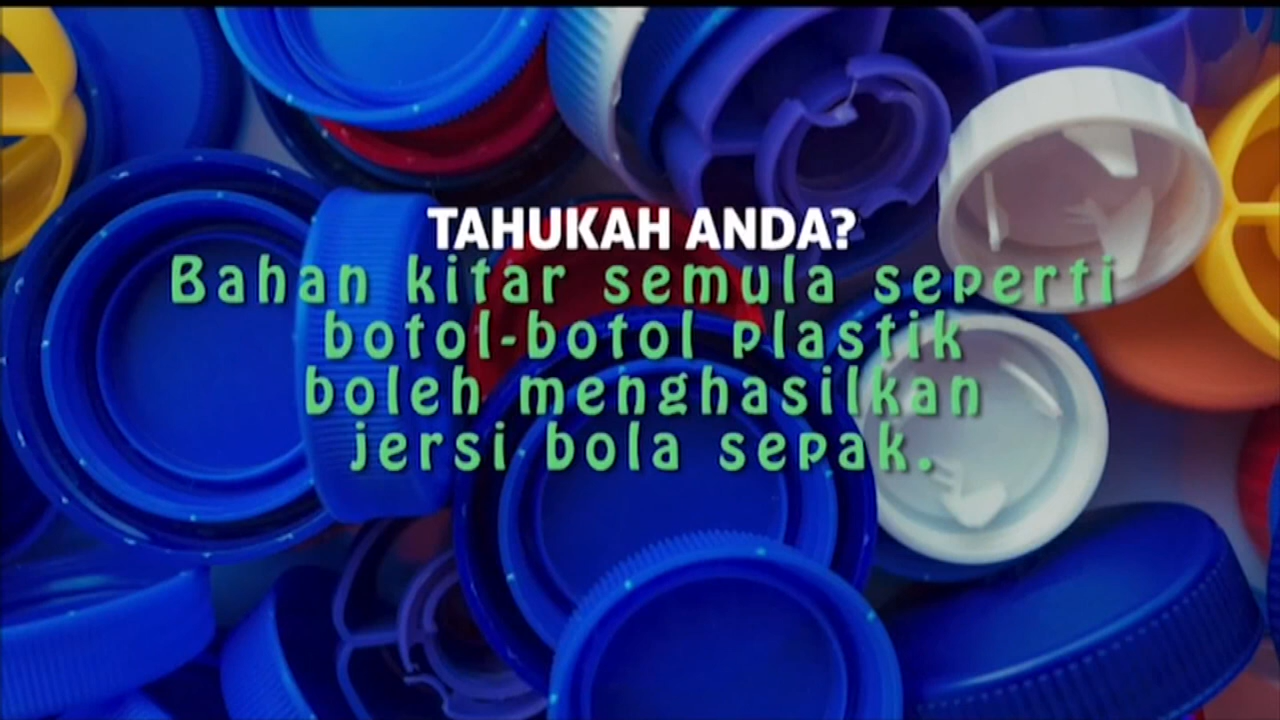 TAHUKAH ANDA?
Bahan kitar semula seperti
botol-botol plastik
boleh menghasilkan
jersi bola sepak.